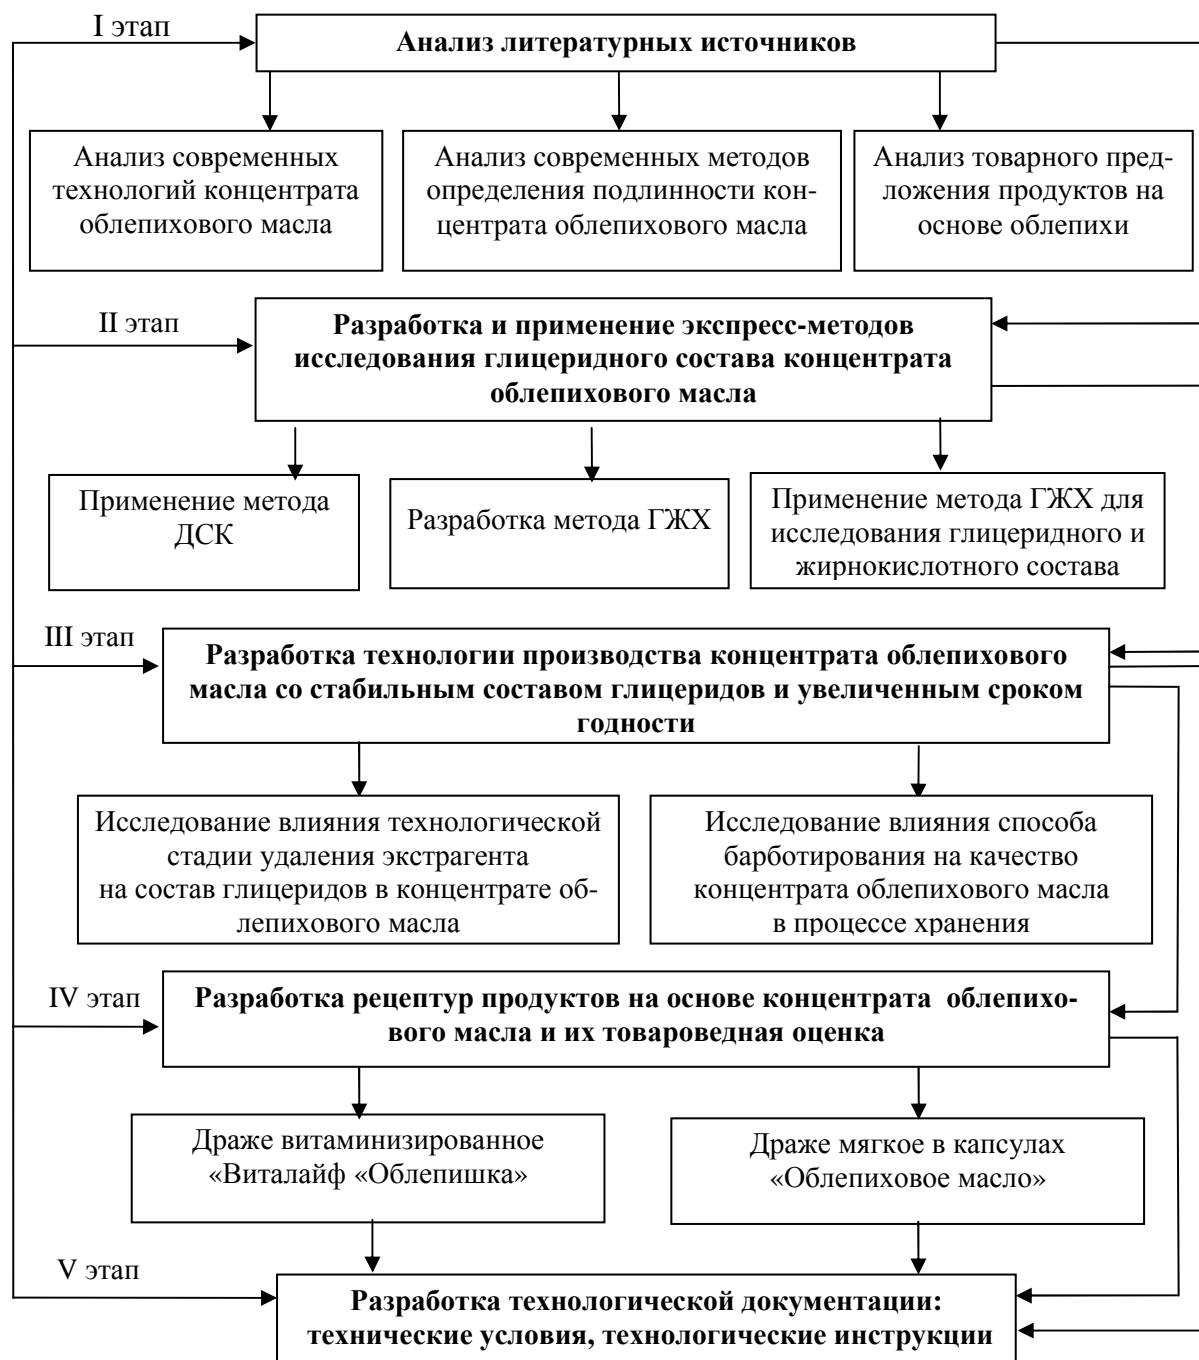 I этап
Анализ литературных источников
Анализ современных
технологий концентрата
облепихового масла
Анализ современных методов
определения подлинности кон-
центрата облепихового масла
Анализ товарного пред-
ложения продуктов на
основе облепихи
II этап
Разработка и применение экспресс-методов
исследования глицеридного состава концентрата
облепихового масла
Применение метода
ДСК
Разработка метода ГЖХ
Применение метода ГЖХ для
исследования глицеридного и
жирнокислотного состава
III этап
Разработка технологии производства концентрата облепихового
масла со стабильным составом глицеридов и увеличенным сроком
годности
Исследование влияния технологической
стадии удаления экстрагента
на состав глицеридов в концентрате об-
лепихового масла
Исследование влияния способа
барботирования на качество
концентрата облепихового масла
в процессе хранения
IV этап
Разработка рецептур продуктов на основе концентрата облепихо-
вого масла и их товароведная оценка
Драже витаминизированное
«Виталайф «Облепишка»
Драже мягкое в капсулах
«Облепиховое масло»
V этап
Разработка технологической документации:
технические условия, технологические инструкции